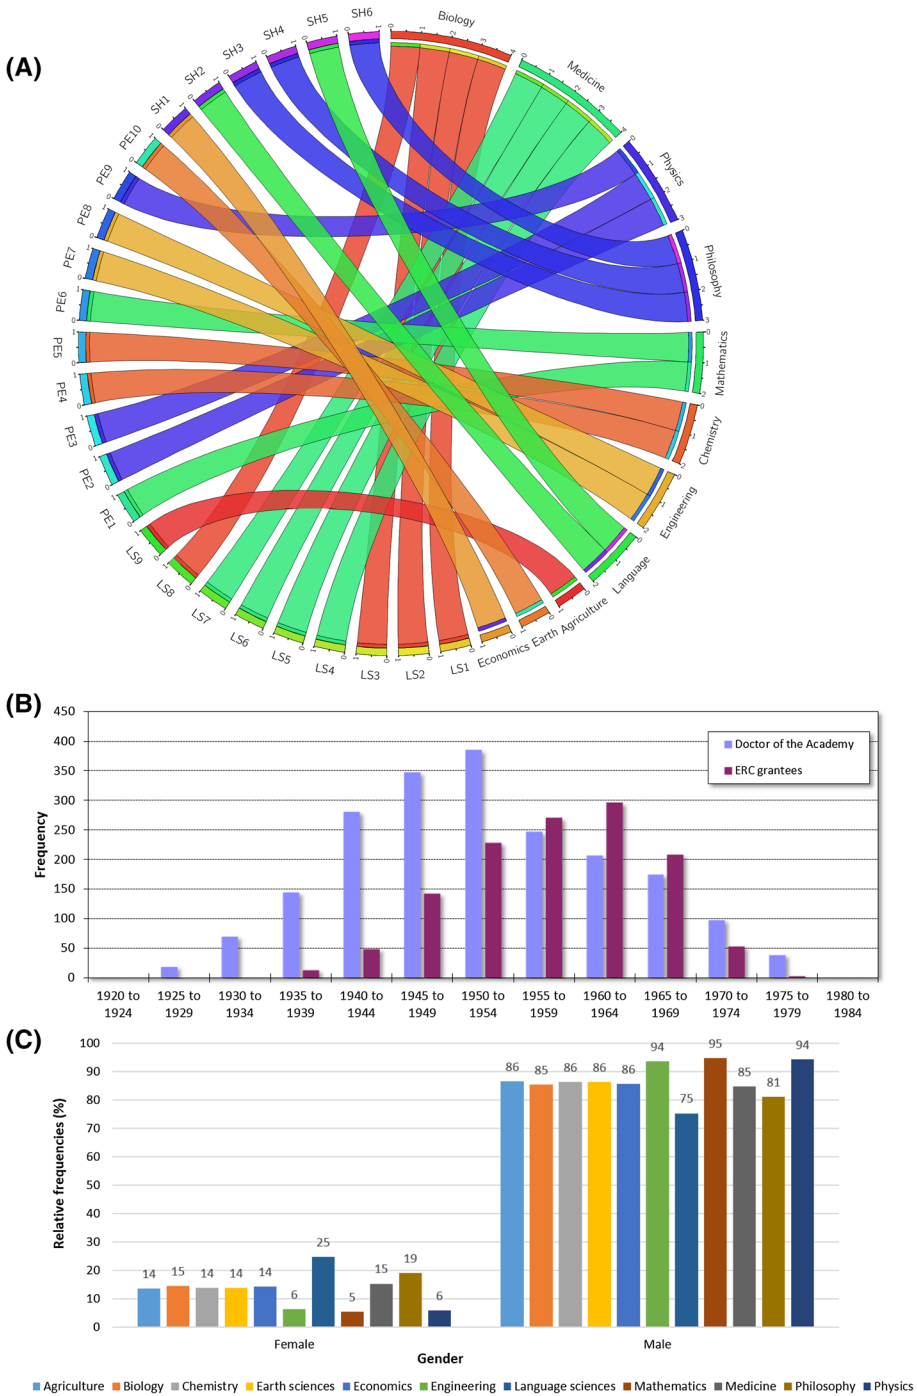 (A)
SH6
SH5
SH4
SH3
SH2
SH1
PE10
PE9
PE8
PE7
PE6
PE5
PE4
PE3
PE2
PE1
LS9
LS8
LS7
LS6
LS5
LS4
LS3
LS2
LS1
Economics
Earth
Agriculture
Language
Engineering
Chemistry
Mathematics
Philosophy
Physics
Medicine
Biology
(B)
450
400
350
300
250
200
150
100
50
0
Frequency
Doctor of the Academy
ERC grantees
1920 to 1925 to 1930 to 1935 to 1940 to 1945 to 1950 to 1955 to 1960 to 1965 to 1970 to 1975 to 1980 to
1924 1929 1934 1939 1944 1949 1954 1959 1964 1969 1974 1979 1984
(C)
100
90
80
70
60
50
40
30
20
10
0
Relative frequencies (%)
14 15 14 14 14 6 25 5 15 19 6
86 85 86 86 86 94 75 95 85 81 94
Female Male
Gender
Agriculture Biology Chemistry Earth sciences Economics Engineering Language sciences Mathematics Medicine Philosophy Physics